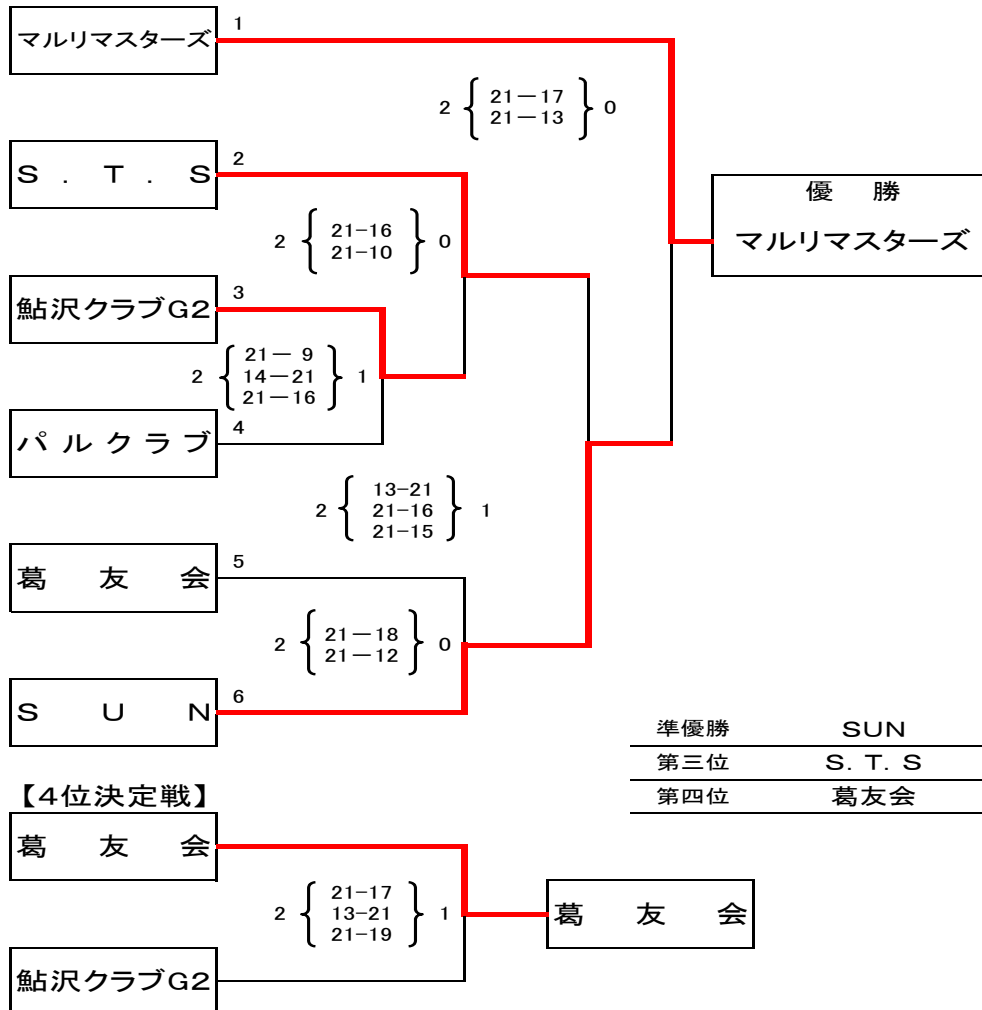 マルリマスターズ 1
2 { 21－17 } 0
21－13
S . T . S 2
優 勝
マルリマスターズ
2 { 21-16 } 0
21-10
鮎沢クラブG2 3
21－ 9
2 { 14－21 } 1
21－16
パルクラブ 4
13-21
2 { 21-16 } 1
21-15
葛 友 会 5
2 { 21－18 } 0
21－12
S U N 6
準優勝 SUN
第三位 S. T. S
第四位 葛友会
【4位決定戦】
葛 友 会
21-17
2 { 13-21 } 1
21-19
葛 友 会
鮎沢クラブG2